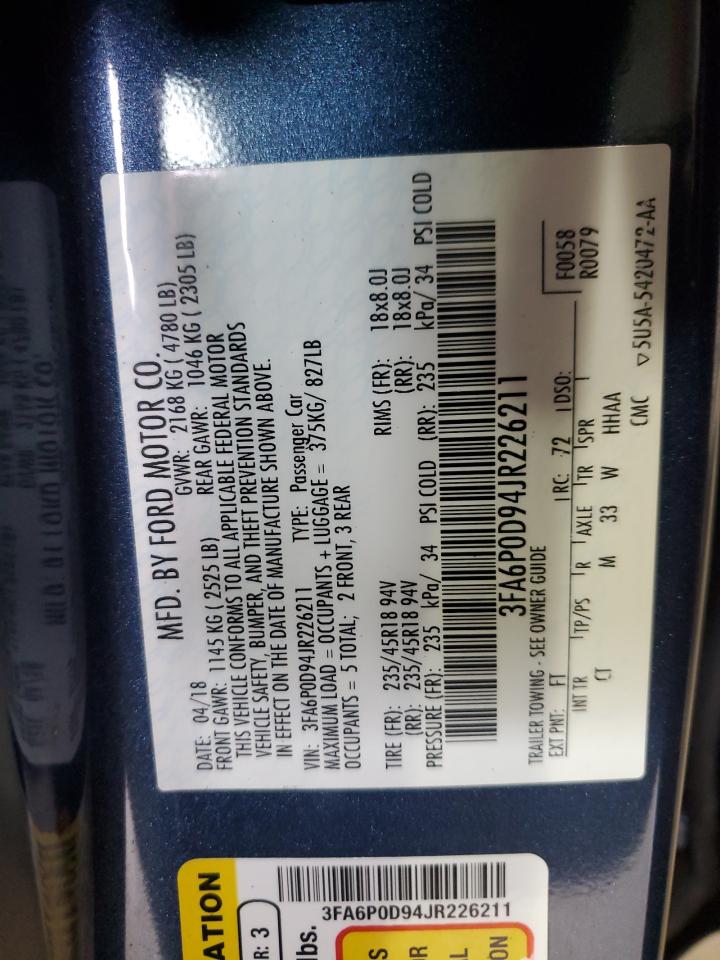 MFD. BY FORD MOTOR CO.
DATE: 04/18 GVWR: 2168 KG ( 4780 LB)
FRONT GAWR: 1145 KG ( 2525 LB) REAR GAWR: 1046 KG ( 2305 LB)
THIS VEHICLE CONFORMS TO ALL APPLICABLE FEDERAL MOTOR
VEHICLE SAFETY, BUMPER, AND THEFT PREVENTION STANDARDS
IN EFFECT ON THE DATE OF MANUFACTURE SHOWN ABOVE.
VIN: 3FA6P0D94JR226211 TYPE: Passenger Car
MAXIMUM LOAD = OCCUPANTS + LUGGAGE = 375KG/ 827LB
OCCUPANTS = 5 TOTAL; 2 FRONT, 3 REAR
TIRE (FR): 235/45R18 94V RIMS (FR): 18x8.0J
(RR): 235/45R18 94V (RR): 18x8.0J
PRESSURE (FR): 235 kPa/ 34 PSI COLD (RR): 235 kPa/ 34 PSI COLD
3FA6P0D94JR226211
TRAILER TOWING - SEE OWNER GUIDE F0058
EXT PNT: FT RC: 72 DSO: R0079
INT TR TP/PS R AXLE TR SPR
CT M 33 W HHAA
CMC ▽5U5A-5420472-AA
ATION
R: 3
lbs.
3FA6P0D94JR226211
S
OR
AL
ON